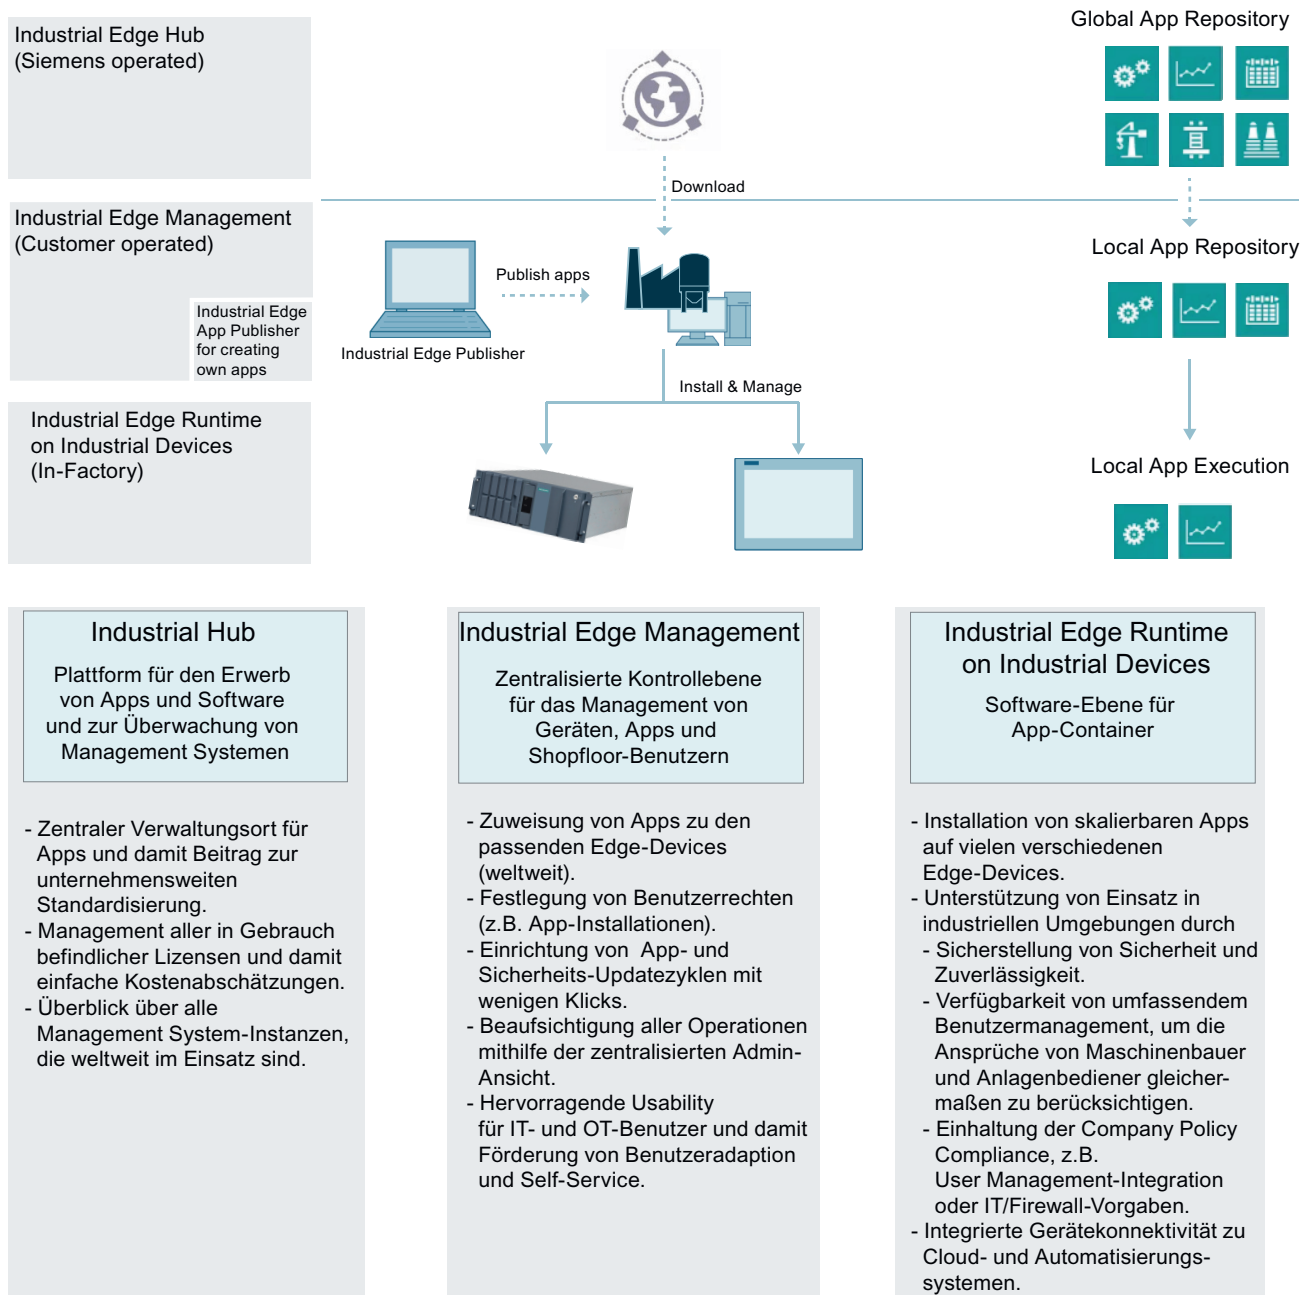 Industrial Edge Hub
(Siemens operated)
Global App Repository
Download
Industrial Edge Management
(Customer operated)
Industrial Edge
App Publisher
for creating
own apps
Publish apps
Industrial Edge Publisher
Local App Repository
Install & Manage
Industrial Edge Runtime
on Industrial Devices
(In-Factory)
Local App Execution
Industrial Hub
Plattform für den Erwerb
von Apps und Software
und zur Überwachung von
Management Systemen
- Zentraler Verwaltungsort für
Apps und damit Beitrag zur
unternehmensweiten
Standardisierung.
- Management aller in Gebrauch
befindlicher Lizensen und damit
einfache Kostenabschätzungen.
- Überblick über alle
Management System-Instanzen,
die weltweit im Einsatz sind.
Industrial Edge Management
Zentralisierte Kontrollebene
für das Management von
Geräten, Apps und
Shopfloor-Benutzern
- Zuweisung von Apps zu den
passenden Edge-Devices
(weltweit).
- Festlegung von Benutzerrechten
(z.B. App-Installationen).
- Einrichtung von App- und
Sicherheits-Updatezyklen mit
wenigen Klicks.
- Beaufsichtigung aller Operationen
mithilfe der zentralisierten Admin-
Ansicht.
- Hervorragende Usability
für IT- und OT-Benutzer und damit
Förderung von Benutzeradaption
und Self-Service.
Industrial Edge Runtime
on Industrial Devices
Software-Ebene für
App-Container
- Installation von skalierbaren Apps
auf vielen verschiedenen
Edge-Devices.
- Unterstützung von Einsatz in
industriellen Umgebungen durch
- Sicherstellung von Sicherheit und
Zuverlässigkeit.
- Verfügbarkeit von umfassendem
Benutzermanagement, um die
Ansprüche von Maschinenbauer
und Anlagenbediener gleicher-
maßen zu berücksichtigen.
- Einhaltung der Company Policy
Compliance, z.B.
User Management-Integration
oder IT/Firewall-Vorgaben.
- Integrierte Gerätekonnektivität zu
Cloud- und Automatisierungs-
systemen.